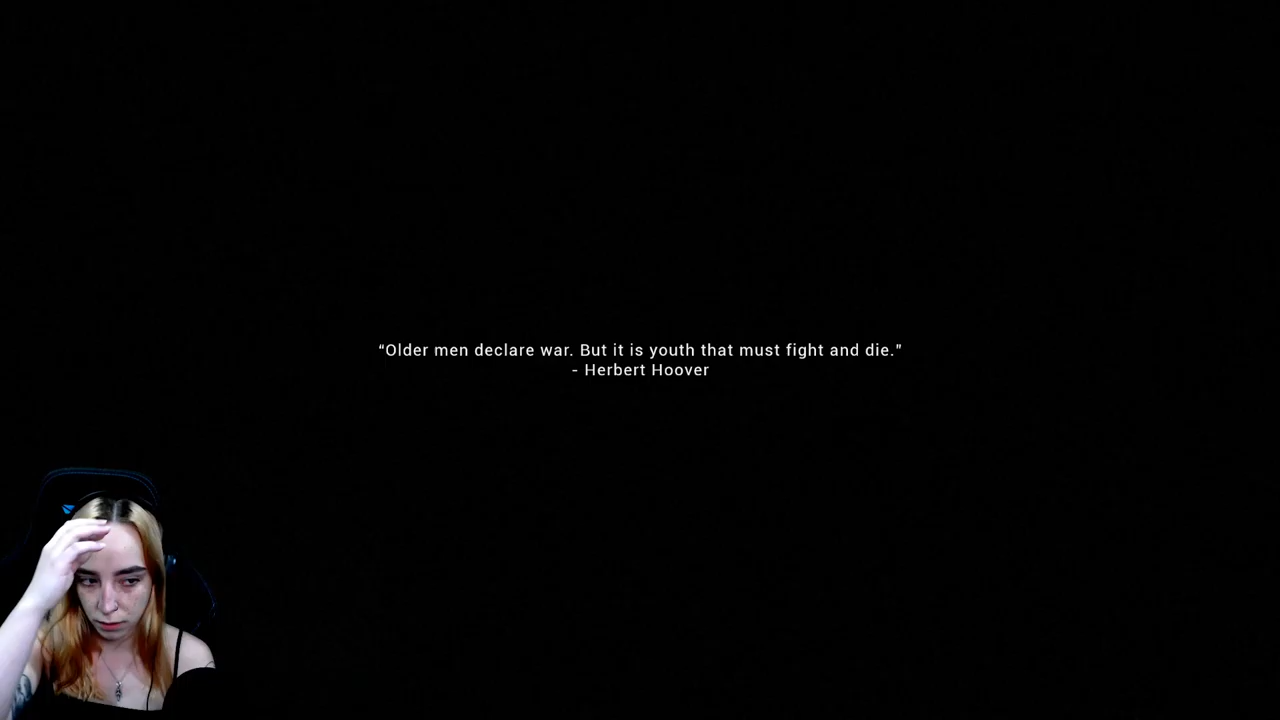 “Older men declare war. But it is youth that must fight and die.”
- Herbert Hoover